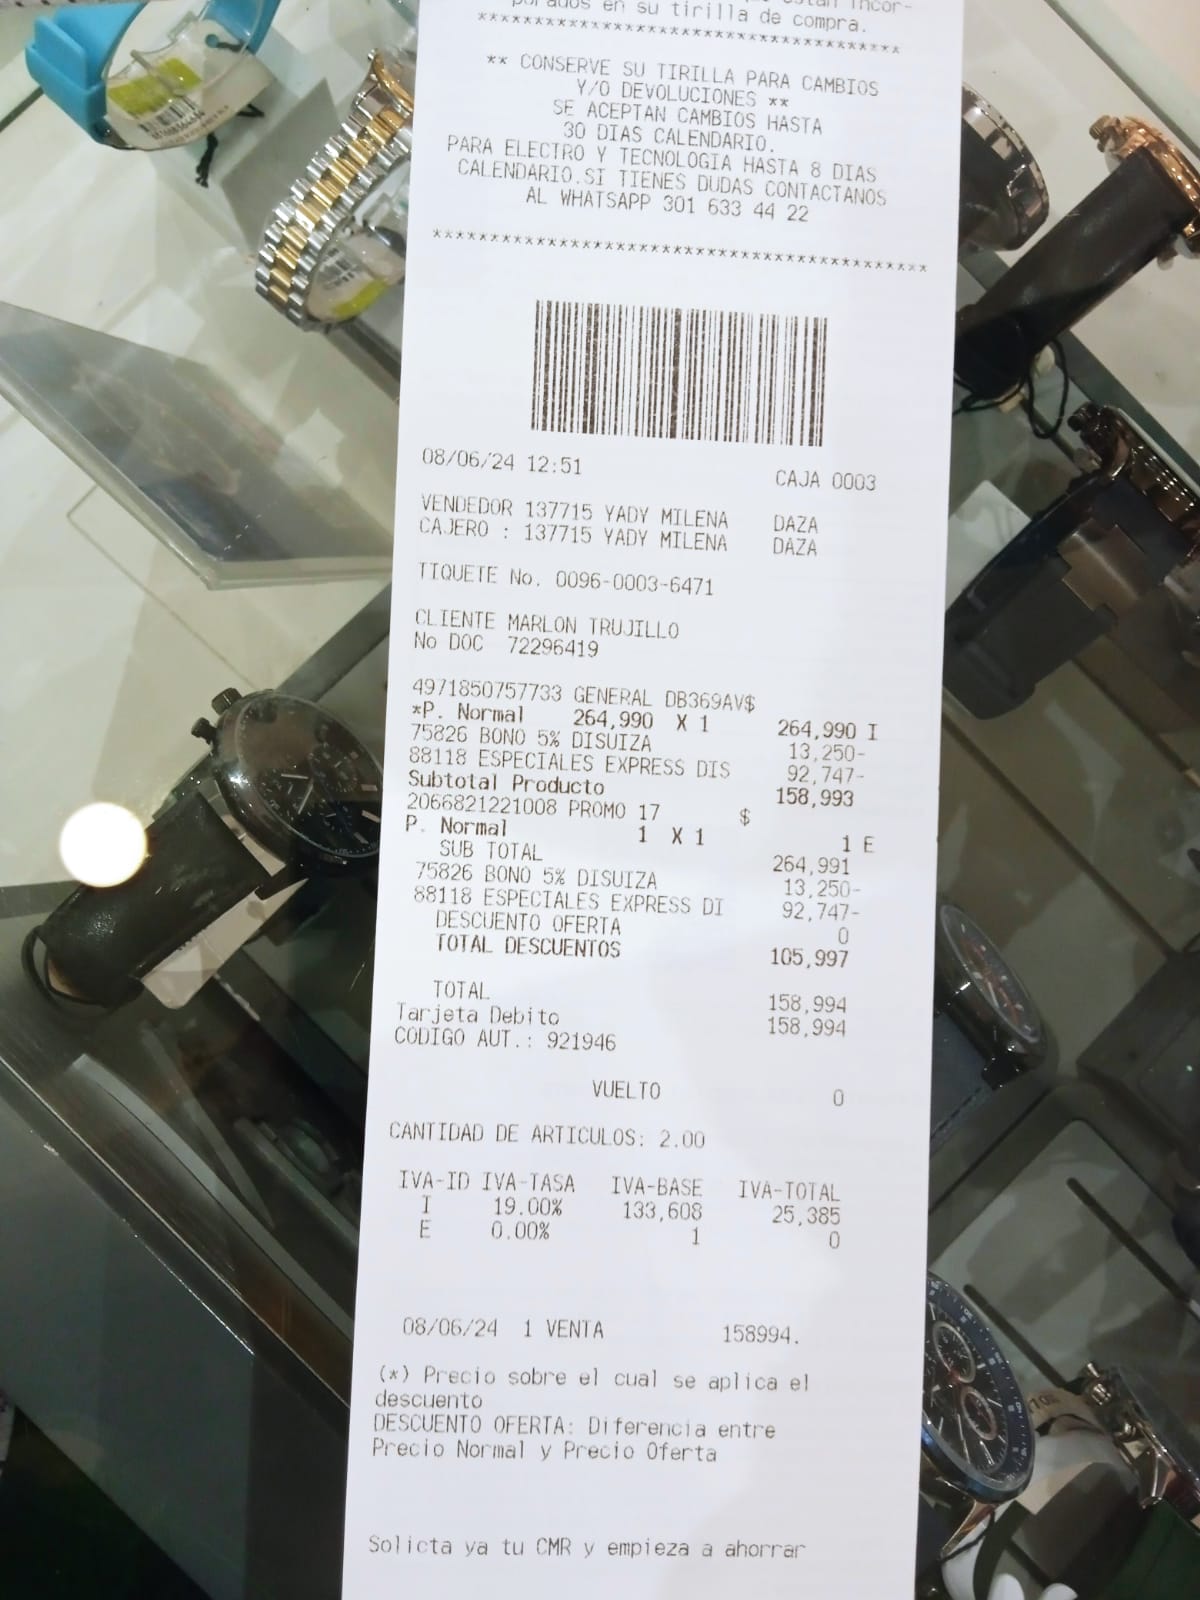 porados en su tirilla de compra.
****************************************
** CONSERVE SU TIRILLA PARA CAMBIOS
Y/O DEVOLUCIONES **
SE ACEPTAN CAMBIOS HASTA
30 DIAS CALENDARIO.
PARA ELECTRO Y TECNOLOGIA HASTA 8 DIAS
CALENDARIO.SI TIENES DUDAS CONTACTANOS
AL WHATSAPP 301 633 44 22
****************************************
08/06/24 12:51 CAJA 0003
VENDEDOR 137715 YADY MILENA DAZA
CAJERO : 137715 YADY MILENA DAZA
TIQUETE No. 0096-0003-6471
CLIENTE MARLON TRUJILLO
No DOC 72296419
4971850757733 GENERAL DB369AV$
*P. Normal 264,990 X 1 264,990 I
75826 BONO 5% DISUIZA 13,250-
88118 ESPECIALES EXPRESS DIS 92,747-
Subtotal Producto 158,993
2066821221008 PROMO 17 $
P. Normal 1 X 1 1 E
SUB TOTAL 264,991
75826 BONO 5% DISUIZA 13,250-
88118 ESPECIALES EXPRESS DI 92,747-
DESCUENTO OFERTA 0
TOTAL DESCUENTOS 105,997
TOTAL 158,994
Tarjeta Debito 158,994
CODIGO AUT.: 921946
VUELTO 0
CANTIDAD DE ARTICULOS: 2.00
IVA-ID IVA-TASA IVA-BASE IVA-TOTAL
I 19.00% 133,608 25,385
E 0.00% 1 0
08/06/24 1 VENTA 158994.
(*) Precio sobre el cual se aplica el
descuento
DESCUENTO OFERTA: Diferencia entre
Precio Normal y Precio Oferta
Solicta ya tu CMR y empieza a ahorrar